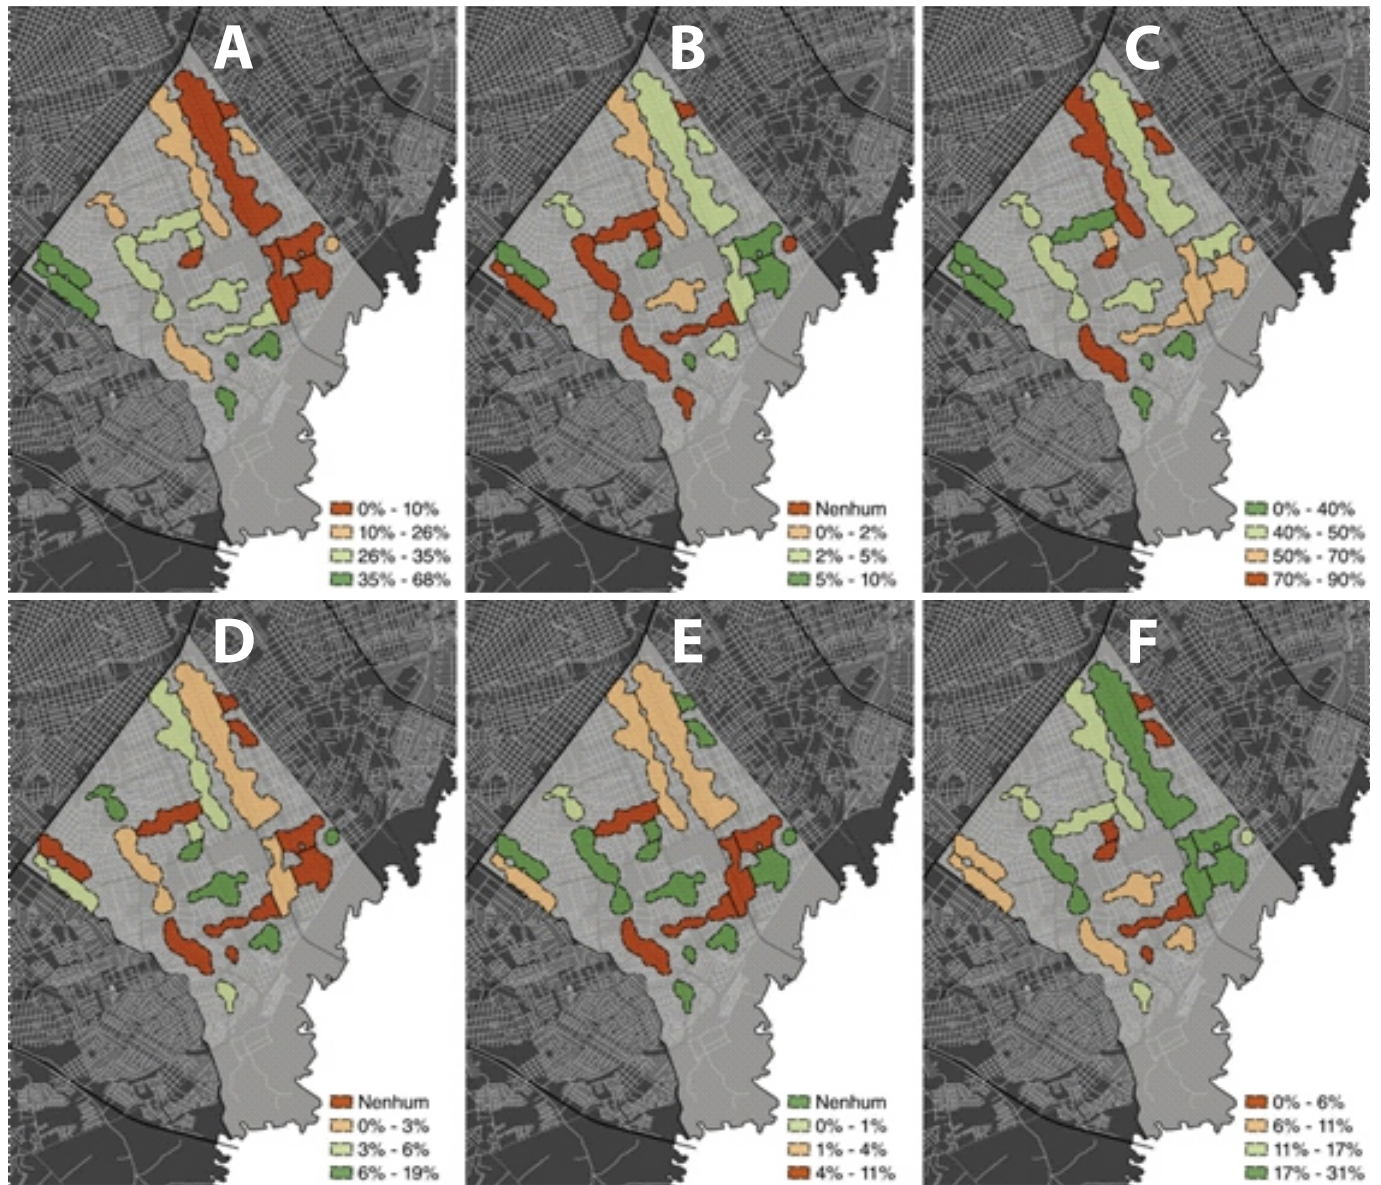 A
B
C
0% - 10%
10% - 26%
26% - 35%
35% - 68%
Nenhum
0% - 2%
2% - 5%
5% - 10%
0% - 40%
40% - 50%
50% - 70%
70% - 90%
D
E
F
Nenhum
0% - 3%
3% - 6%
6% - 19%
Nenhum
0% - 1%
1% - 4%
4% - 11%
0% - 6%
6% - 11%
11% - 17%
17% - 31%